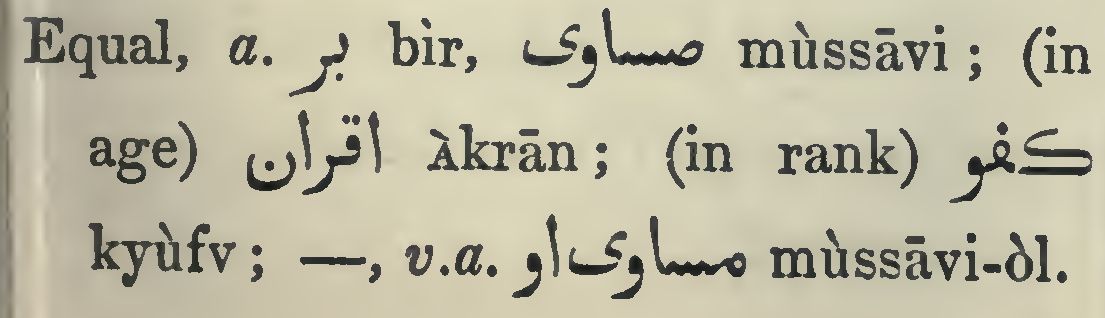 Equal, a. بر bìr, مساوى mùssāvi; (in
age) اقران àkrān; (in rank) كفو
kyùfv; —, v.a. مساوى او mùssāvi-òl.